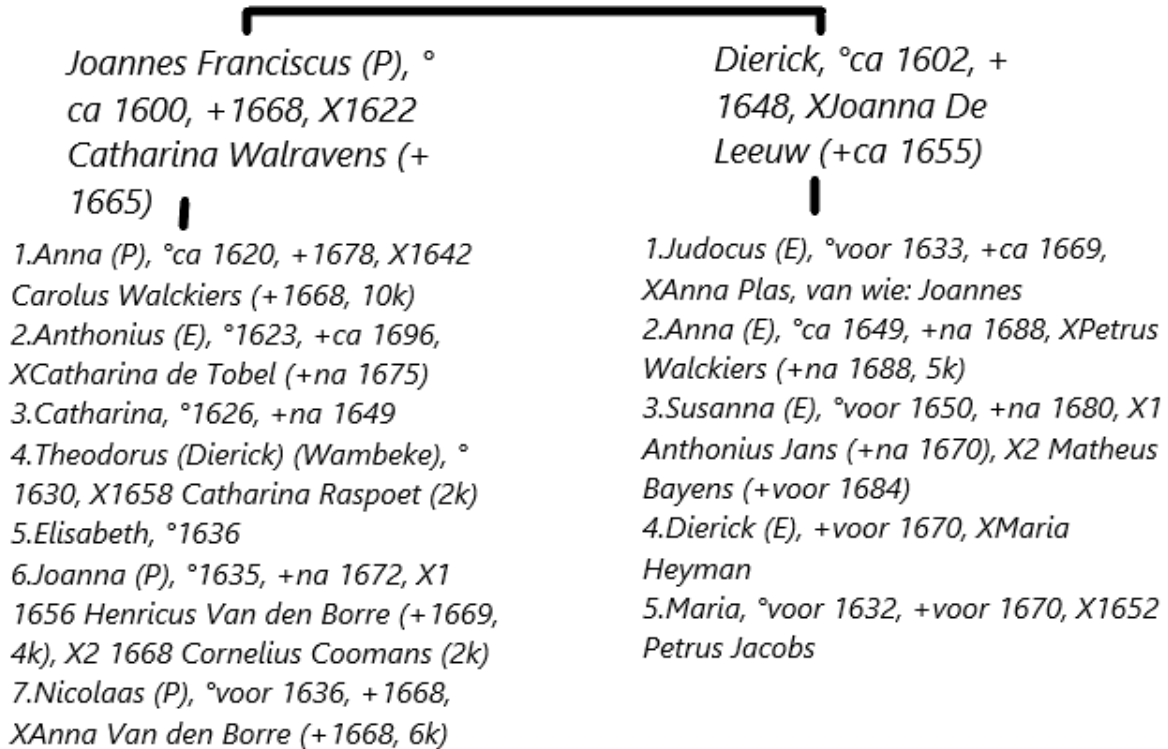 Joannes Franciscus (P), °
ca 1600, +1668, X1622
Catharina Walravens (+
1665)
1.Anna (P), °ca 1620, +1678, X1642
Carolus Walckiers (+1668, 10k)
2.Anthonius (E), °1623, +ca 1696,
XCatharina de Tobel (+na 1675)
3.Catharina, °1626, +na 1649
4.Theodorus (Dierick) (Wambeke), °
1630, X1658 Catharina Raspoet (2k)
5.Elisabeth, °1636
6.Joanna (P), °1635, +na 1672, X1
1656 Henricus Van den Borre (+1669,
4k), X2 1668 Cornelius Coomans (2k)
7.Nicolaas (P), °voor 1636, +1668,
XAnna Van den Borre (+1668, 6k)
Dierick, °ca 1602, +
1648, XJoanna De
Leeuw (+ca 1655)
1.Judocus (E), °voor 1633, +ca 1669,
XAnna Plas, van wie: Joannes
2.Anna (E), °ca 1649, +na 1688, XPetrus
Walckiers (+na 1688, 5k)
3.Susanna (E), °voor 1650, +na 1680, X1
Anthonius Jans (+na 1670), X2 Matheus
Bayens (+voor 1684)
4.Dierick (E), +voor 1670, XMaria
Heyman
5.Maria, °voor 1632, +voor 1670, X1652
Petrus Jacobs